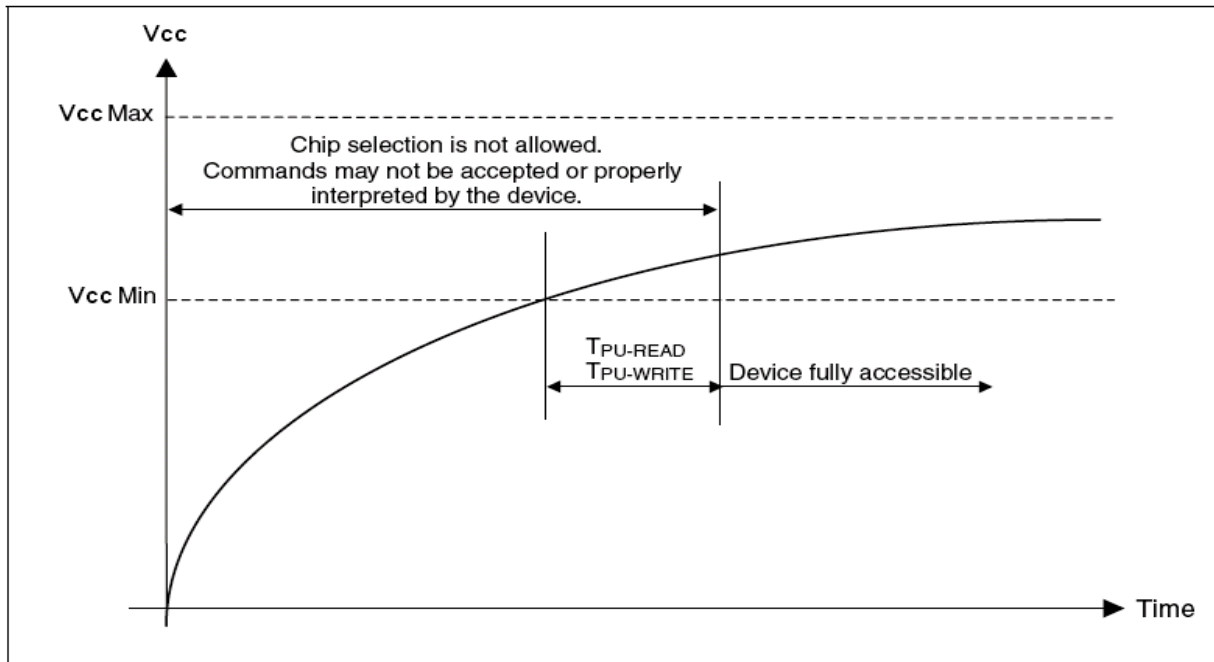 Vcc
Vcc Max
Chip selection is not allowed.
Commands may not be accepted or properly
interpreted by the device.
Vcc Min
TPU-READ
TPU-WRITE
Device fully accessible
Time